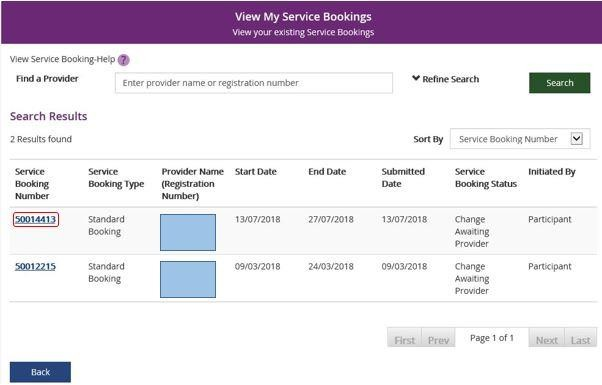 View My Service Bookings
View your existing Service Bookings
View Service Booking-Help ?
Find a Provider
Enter provider name or registration number
Refine Search
Search
Search Results
2 Results found
Sort By
Service Booking Number
Service Booking Number
Service Booking Type
Provider Name (Registration Number)
Start Date
End Date
Submitted Date
Service Booking Status
Initiated By
50014413
Standard Booking
13/07/2018
27/07/2018
13/07/2018
Change Awaiting Provider
Participant
50012215
Standard Booking
09/03/2018
24/03/2018
09/03/2018
Change Awaiting Provider
Participant
First
Prev
Page 1 of 1
Next
Last
Back